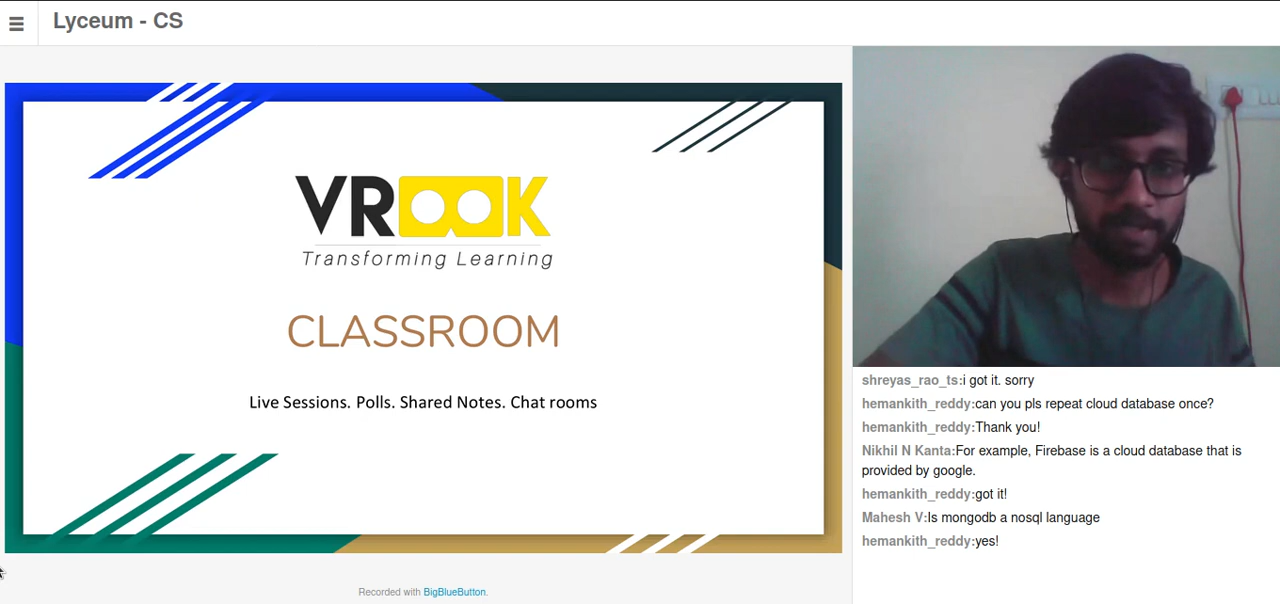 Lyceum - CS
VROOK
Transforming Learning
CLASSROOM
Live Sessions. Polls. Shared Notes. Chat rooms
Recorded with BigBlueButton.
shreyas_rao_ts:i got it. sorry
hemankith_reddy:can you pls repeat cloud database once?
hemankith_reddy:Thank you!
Nikhil N Kanta:For example, Firebase is a cloud database that is
provided by google.
hemankith_reddy:got it!
Mahesh V:Is mongodb a nosql language
hemankith_reddy:yes!